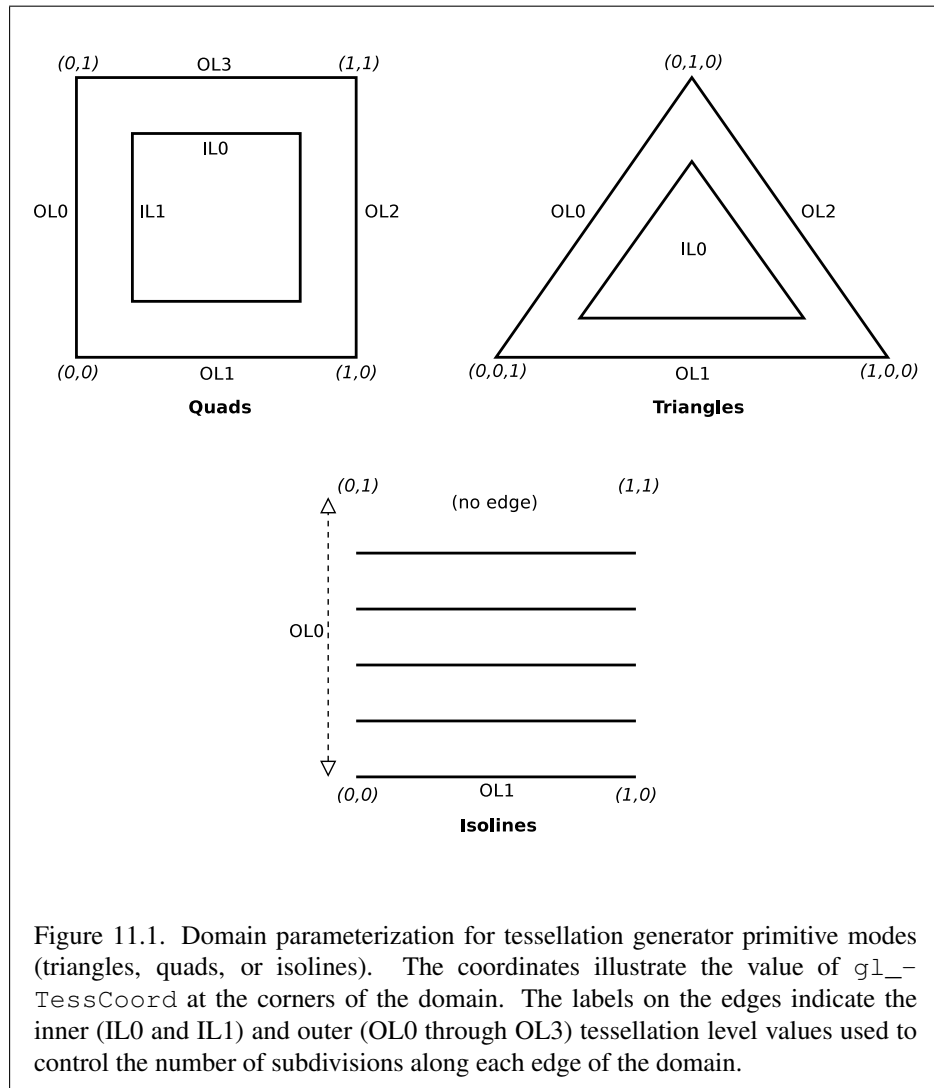 (0,1) OL3 (1,1)
IL0
OL0 IL1 OL2
(0,0) OL1 (1,0)
Quads
(0,1,0)
OL0 OL2
IL0
(0,0,1) OL1 (1,0,0)
Triangles
(0,1) (no edge) (1,1)
OL0
(0,0) OL1 (1,0)
Isolines
Figure 11.1. Domain parameterization for tessellation generator primitive modes
(triangles, quads, or isolines). The coordinates illustrate the value of gl_-
TessCoord at the corners of the domain. The labels on the edges indicate the
inner (IL0 and IL1) and outer (OL0 through OL3) tessellation level values used to
control the number of subdivisions along each edge of the domain.